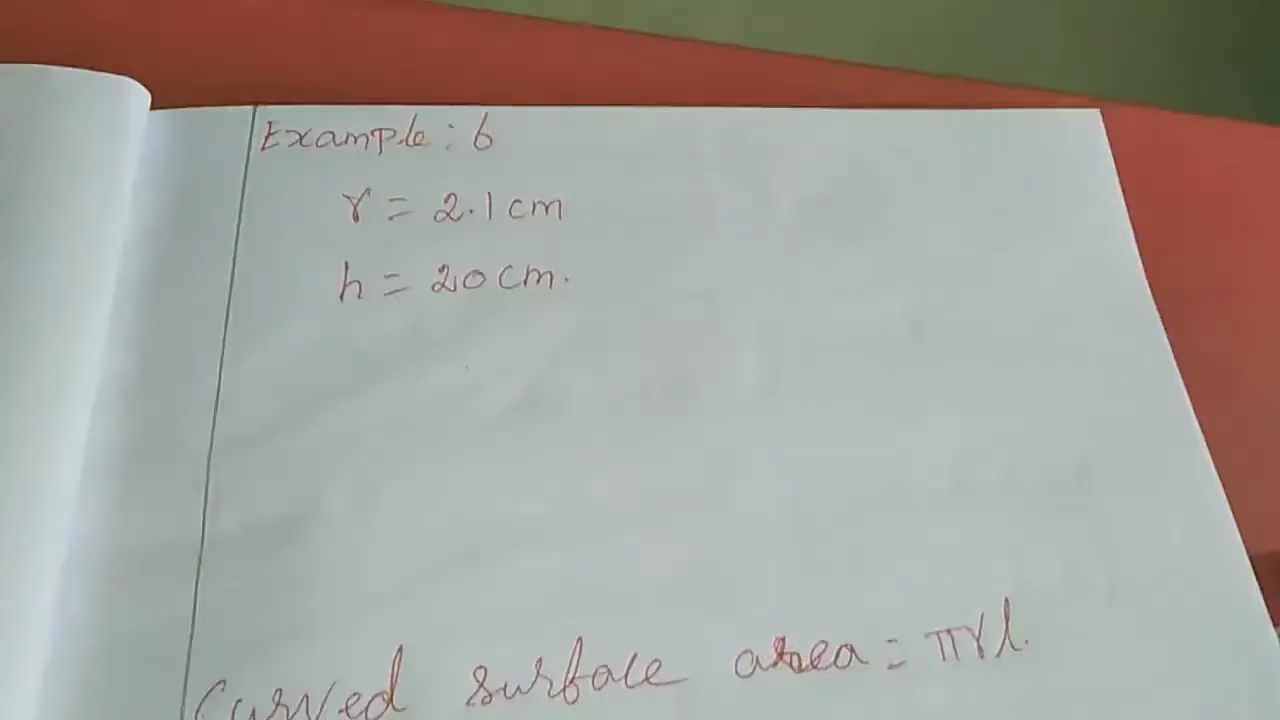 Example: 6
r = 2.1 cm
h = 20 cm.
Curved surface area = πrl.